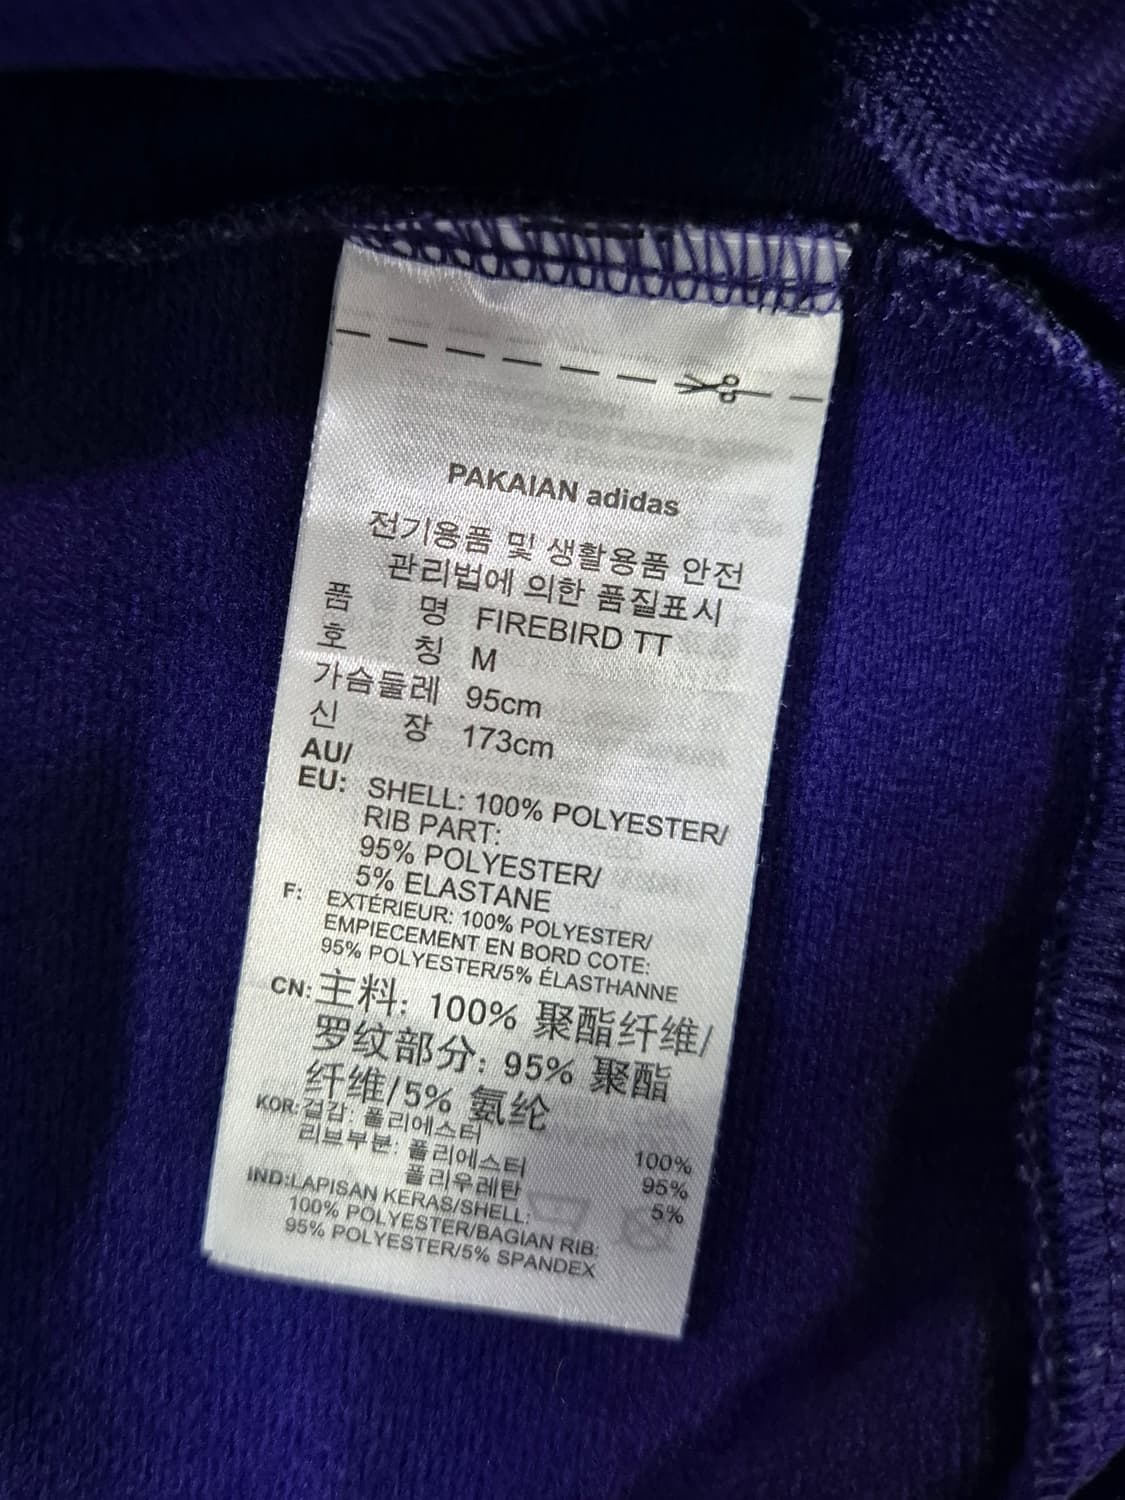 PAKAIAN adidas
전기용품 및 생활용품 안전
관리법에 의한 품질표시
품 명 FIREBIRD TT
호 칭 M
가슴둘레 95cm
신 장 173cm
AU/
EU: SHELL: 100% POLYESTER/
RIB PART:
95% POLYESTER/
5% ELASTANE
F: EXTÉRIEUR: 100% POLYESTER/
EMPIECEMENT EN BORD COTE:
95% POLYESTER/5% ÉLASTHANNE
CN: 主料: 100% 聚酯纤维/
罗纹部分: 95% 聚酯
纤维/5% 氨纶
KOR: 겉감: 폴리에스터 100%
리브부분: 폴리에스터 95%
폴리우레탄 5%
IND:LAPISAN KERAS/SHELL:
100% POLYESTER/BAGIAN RIB:
95% POLYESTER/5% SPANDEX